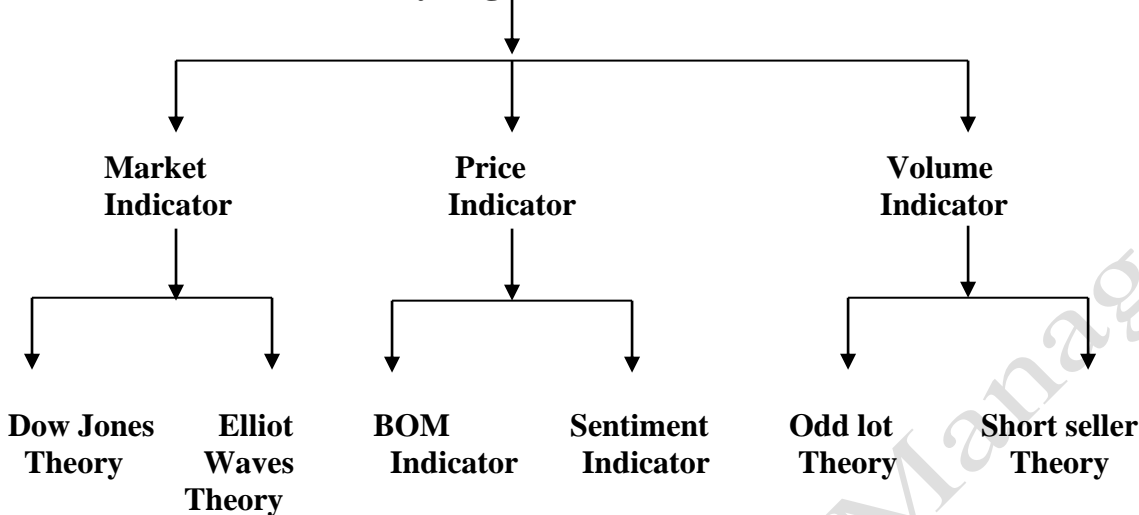 Market Indicator
Price Indicator
Volume Indicator
Dow Jones Theory
Elliot Waves Theory
BOM Indicator
Sentiment Indicator
Odd lot Theory
Short seller Theory
Manag